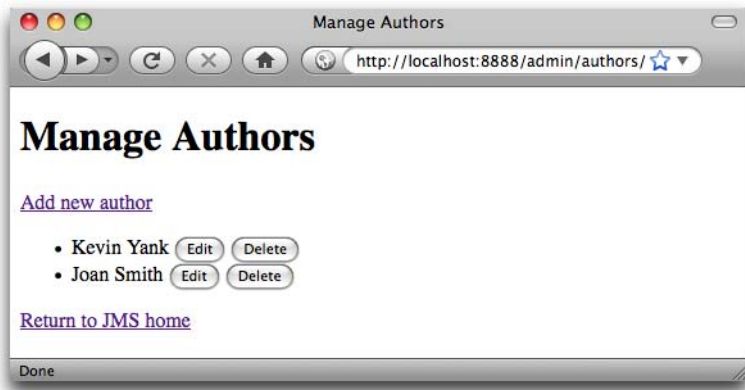 Manage Authors
http://localhost:8888/admin/authors/
Manage Authors
Add new author
• Kevin Yank Edit Delete
• Joan Smith Edit Delete
Return to JMS home
Done